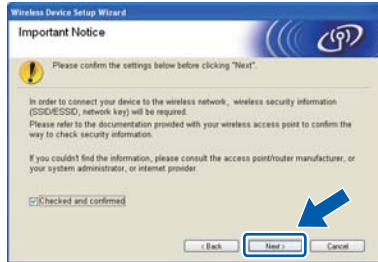 Wireless Device Setup Wizard
Important Notice
Please confirm the settings below before clicking "Next".
In order to connect your device to the wireless network, wireless security information
(SSID/ESSID, network key) will be required.
Please refer to the documentation provided with your wireless access point to confirm the
way to check security information.
If you couldn't find the information, please consult the access point/router manufacturer, or
your system administrator, or internet provider.
Checked and confirmed
< Back
Next >
Cancel